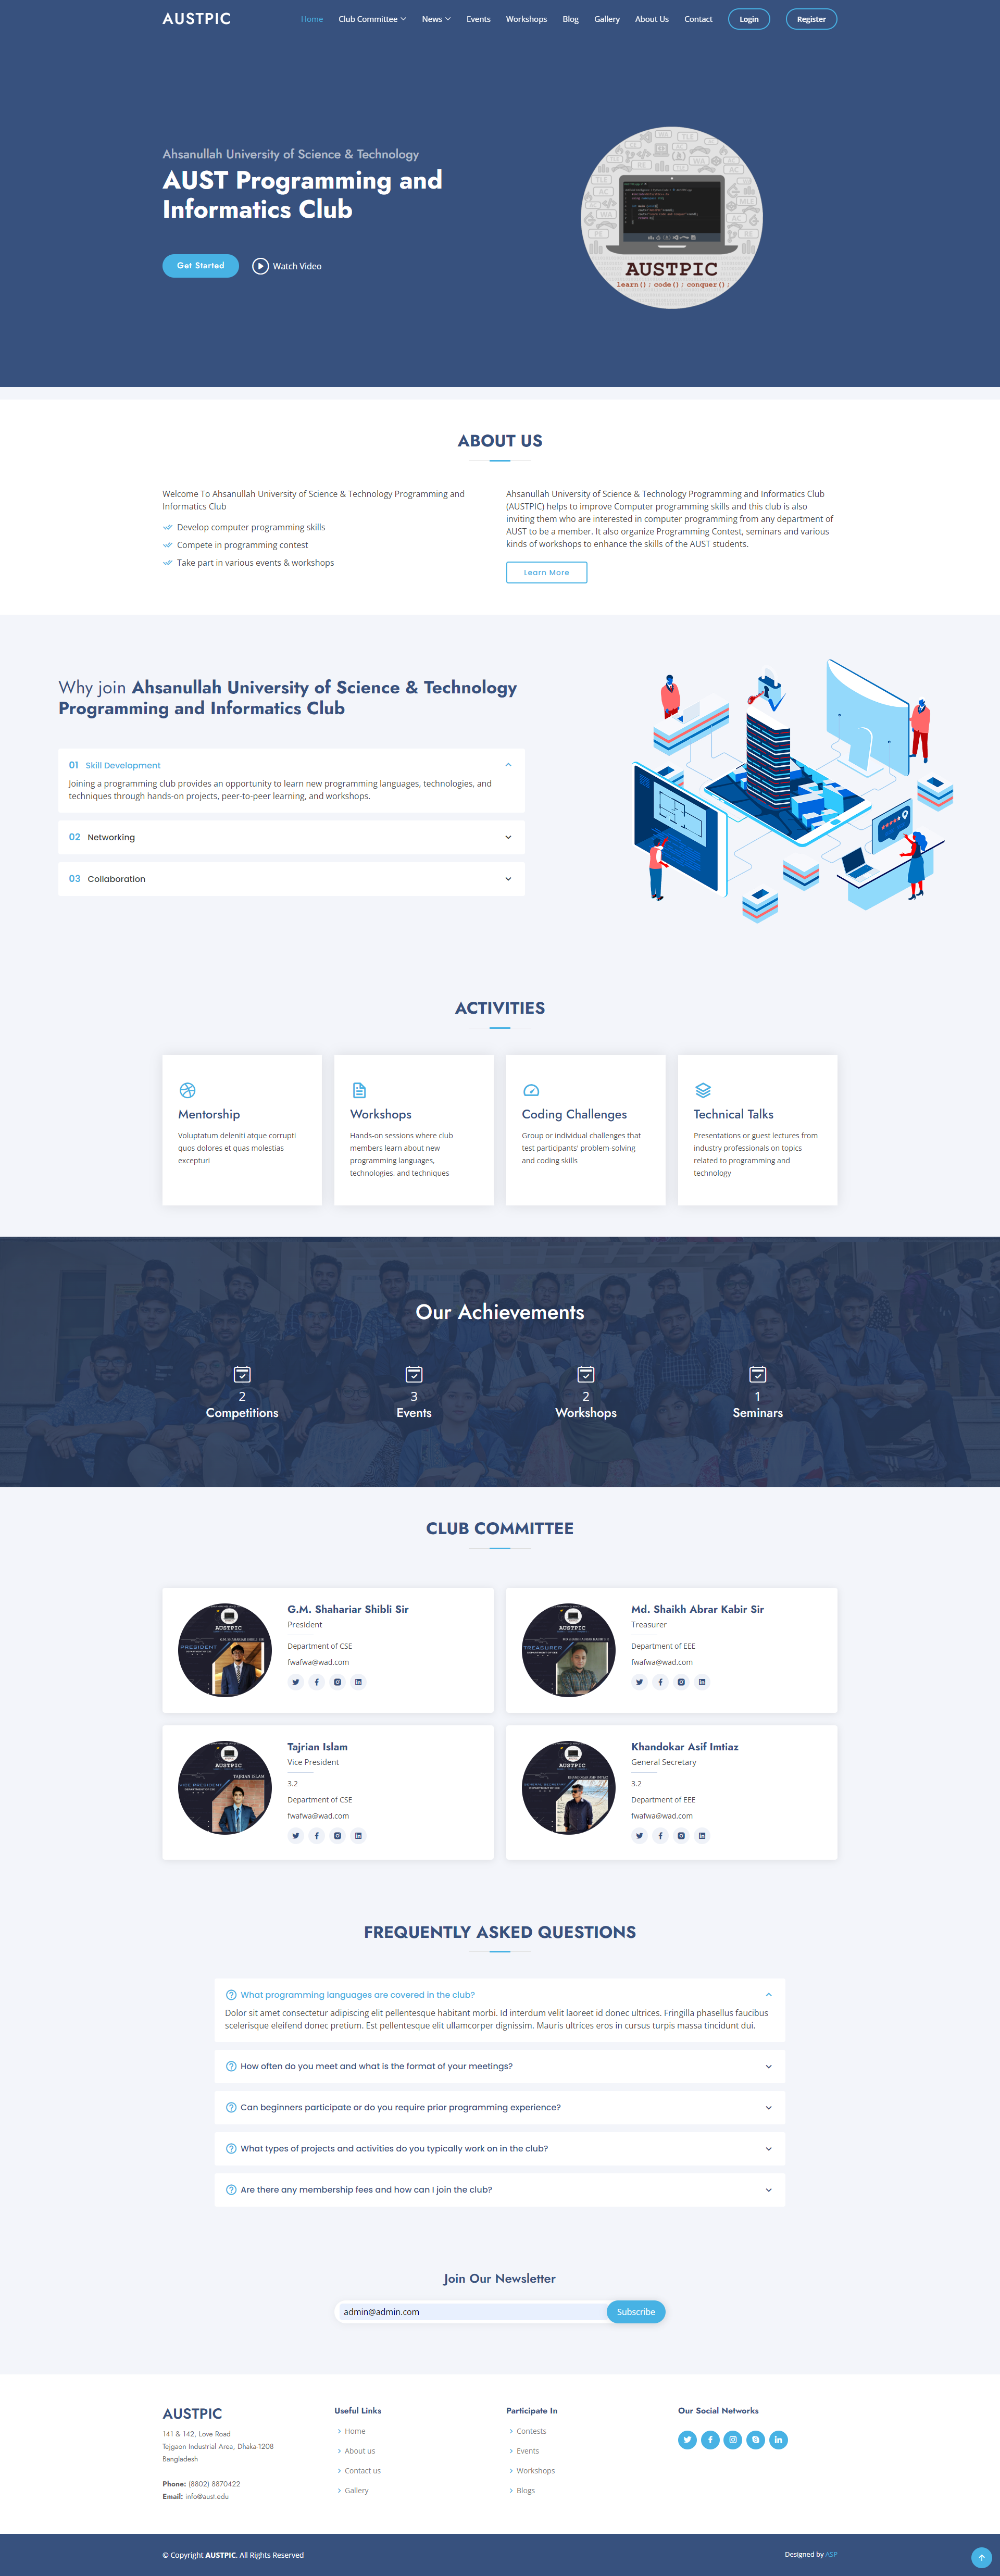 AUSTPIC
Home Club Committee News Events Workshops Blog Gallery About Us Contact Login Register
Ahsanullah University of Science & Technology
AUST Programming and
Informatics Club
Get Started Watch Video
AUSTPIC
learn(); code(); conquer();
ABOUT US
Welcome To Ahsanullah University of Science & Technology Programming and
Informatics Club
Develop computer programming skills
Compete in programming contest
Take part in various events & workshops
Ahsanullah University of Science & Technology Programming and Informatics Club
(AUSTPIC) helps to improve Computer programming skills and this club is also
inviting them who are interested in computer programming from any department of
AUST to be a member. It also organize Programming Contest, seminars and various
kinds of workshops to enhance the skills of the AUST students.
Learn More
Why join Ahsanullah University of Science & Technology
Programming and Informatics Club
01 Skill Development
Joining a programming club provides an opportunity to learn new programming languages, technologies, and
techniques through hands-on projects, peer-to-peer learning, and workshops.
02 Networking
03 Collaboration
ACTIVITIES
Mentorship
Voluptatum deleniti atque corrupti
quos dolores et quas molestias
excepturi
Workshops
Hands-on sessions where club
members learn about new
programming languages,
technologies, and techniques
Coding Challenges
Group or individual challenges that
test participants' problem-solving
and coding skills
Technical Talks
Presentations or guest lectures from
industry professionals on topics
related to programming and
technology
Our Achievements
2
Competitions
3
Events
2
Workshops
1
Seminars
CLUB COMMITTEE
AUSTPIC
PRESIDENT
G.M. Shahariar Shibli Sir
President
Department of CSE
fwafwa@wad.com
AUSTPIC
TREASURER
Md. Shaikh Abrar Kabir Sir
Treasurer
Department of EEE
fwafwa@wad.com
AUSTPIC
TAJRIAN ISLAM
VICE PRESIDENT
Tajrian Islam
Vice President
3.2
Department of CSE
fwafwa@wad.com
AUSTPIC
GENERAL SECRETARY
Khandokar Asif Imtiaz
General Secretary
3.2
Department of EEE
fwafwa@wad.com
FREQUENTLY ASKED QUESTIONS
What programming languages are covered in the club?
Dolor sit amet consectetur adipiscing elit pellentesque habitant morbi. Id interdum velit laoreet id donec ultrices. Fringilla phasellus faucibus
scelerisque eleifend donec pretium. Est pellentesque elit ullamcorper dignissim. Mauris ultrices eros in cursus turpis massa tincidunt dui.
How often do you meet and what is the format of your meetings?
Can beginners participate or do you require prior programming experience?
What types of projects and activities do you typically work on in the club?
Are there any membership fees and how can I join the club?
Join Our Newsletter
admin@admin.com Subscribe
AUSTPIC
141 & 142, Love Road
Tejgaon Industrial Area, Dhaka-1208
Bangladesh
Phone: (8802) 8870422
Email: info@aust.edu
Useful Links
Home
About us
Contact us
Gallery
Participate In
Contests
Events
Workshops
Blogs
Our Social Networks
© Copyright AUSTPIC. All Rights Reserved
Designed by ASP